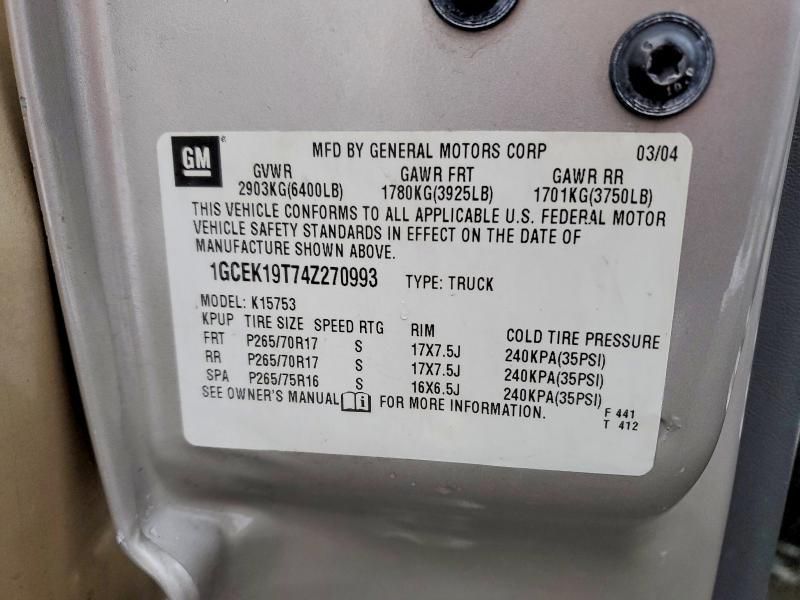 GM
MFD BY GENERAL MOTORS CORP 03/04
GVWR GAWR FRT GAWR RR
2903KG(6400LB) 1780KG(3925LB) 1701KG(3750LB)
THIS VEHICLE CONFORMS TO ALL APPLICABLE U.S. FEDERAL MOTOR
VEHICLE SAFETY STANDARDS IN EFFECT ON THE DATE OF
MANUFACTURE SHOWN ABOVE.
1GCEK19T74Z270993 TYPE: TRUCK
MODEL: K15753
KPUP TIRE SIZE SPEED RTG RIM COLD TIRE PRESSURE
FRT P265/70R17 S 17X7.5J 240KPA(35PSI)
RR P265/70R17 S 17X7.5J 240KPA(35PSI)
SPA P265/75R16 S 16X6.5J 240KPA(35PSI)
SEE OWNER'S MANUAL i FOR MORE INFORMATION.
F 441
T 412